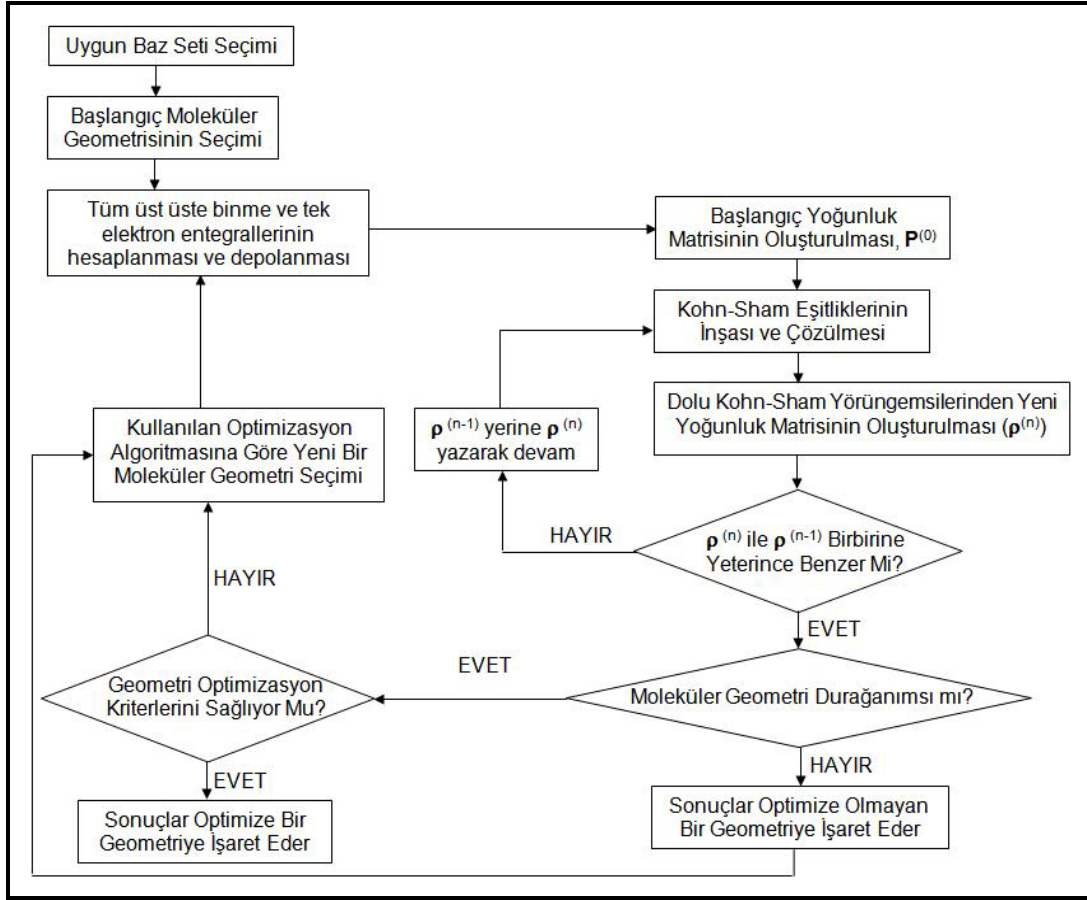 Uygun Baz Seti Seçimi
Başlangıç Moleküler
Geometrisinin Seçimi
Tüm üst üste binme ve tek
elektron entegrallerinin
hesaplanması ve depolanması
Başlangıç Yoğunluk
Matrisinin Oluşturulması, P(0)
Kohn-Sham Eşitliklerinin
İnşası ve Çözülmesi
Dolu Kohn-Sham Yörüngemsilerinden Yeni
Yoğunluk Matrisinin Oluşturulması (ρ(n))
ρ (n-1) yerine ρ (n)
yazarak devam
Kullanılan Optimizasyon
Algoritmasına Göre Yeni Bir
Moleküler Geometri Seçimi
HAYIR
ρ (n) ile ρ (n-1) Birbirine
Yeterince Benzer Mi?
HAYIR
EVET
EVET
Geometri Optimizasyon
Kriterlerini Sağlıyor Mu?
Moleküler Geometri Durağanımsı mı?
EVET
HAYIR
Sonuçlar Optimize Bir
Geometriye İşaret Eder
Sonuçlar Optimize Olmayan
Bir Geometriye İşaret Eder